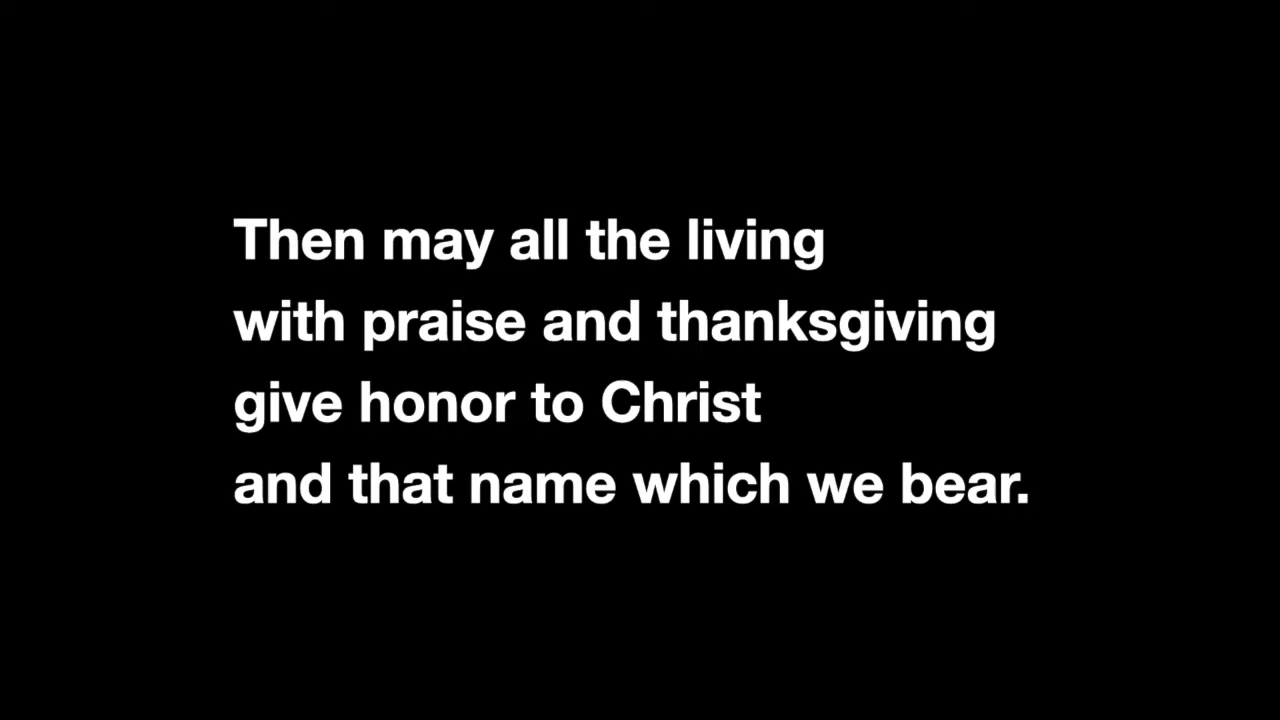 Then may all the living
with praise and thanksgiving
give honor to Christ
and that name which we bear.